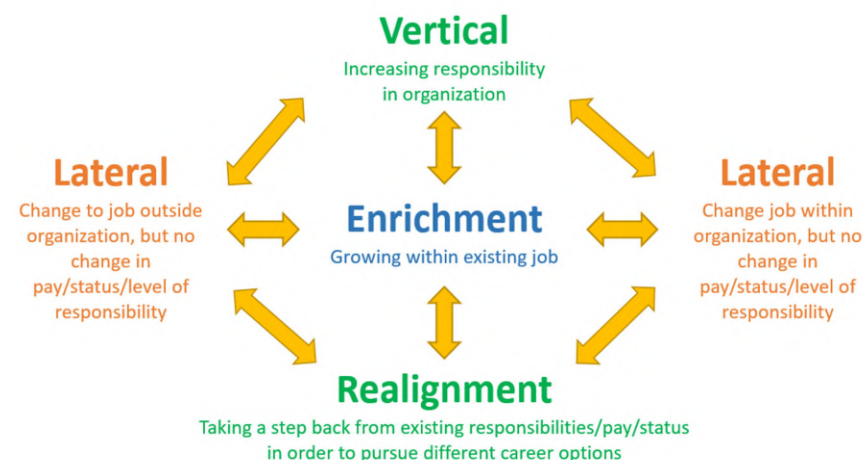 Vertical
Increasing responsibility
in organization
Lateral
Change to job outside
organization, but no
change in
pay/status/level of
responsibility
Enrichment
Growing within existing job
Lateral
Change job within
organization, but no
change in
pay/status/level of
responsibility
Realignment
Taking a step back from existing responsibilities/pay/status
in order to pursue different career options